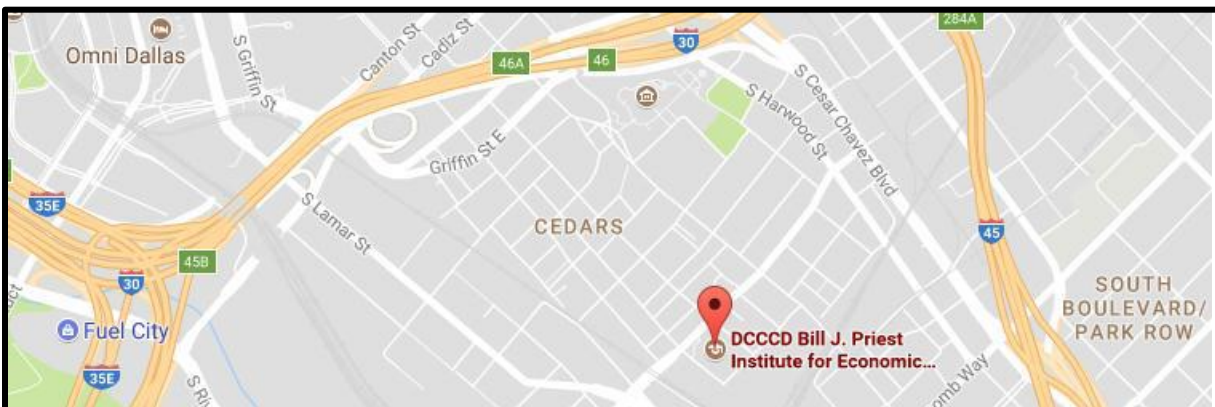 Omni Dallas
S Griffin St
Canton St
Cadiz St
46A
46
30
284A
S Cesar Chavez Blvd
S Harwood St
Griffin St E
35E
S Lamar St
CEDARS
45
45B
30
Fuel City
SOUTH
BOULEVARD/
PARK ROW
DCCCD Bill J. Priest
Institute for Economic...
35E